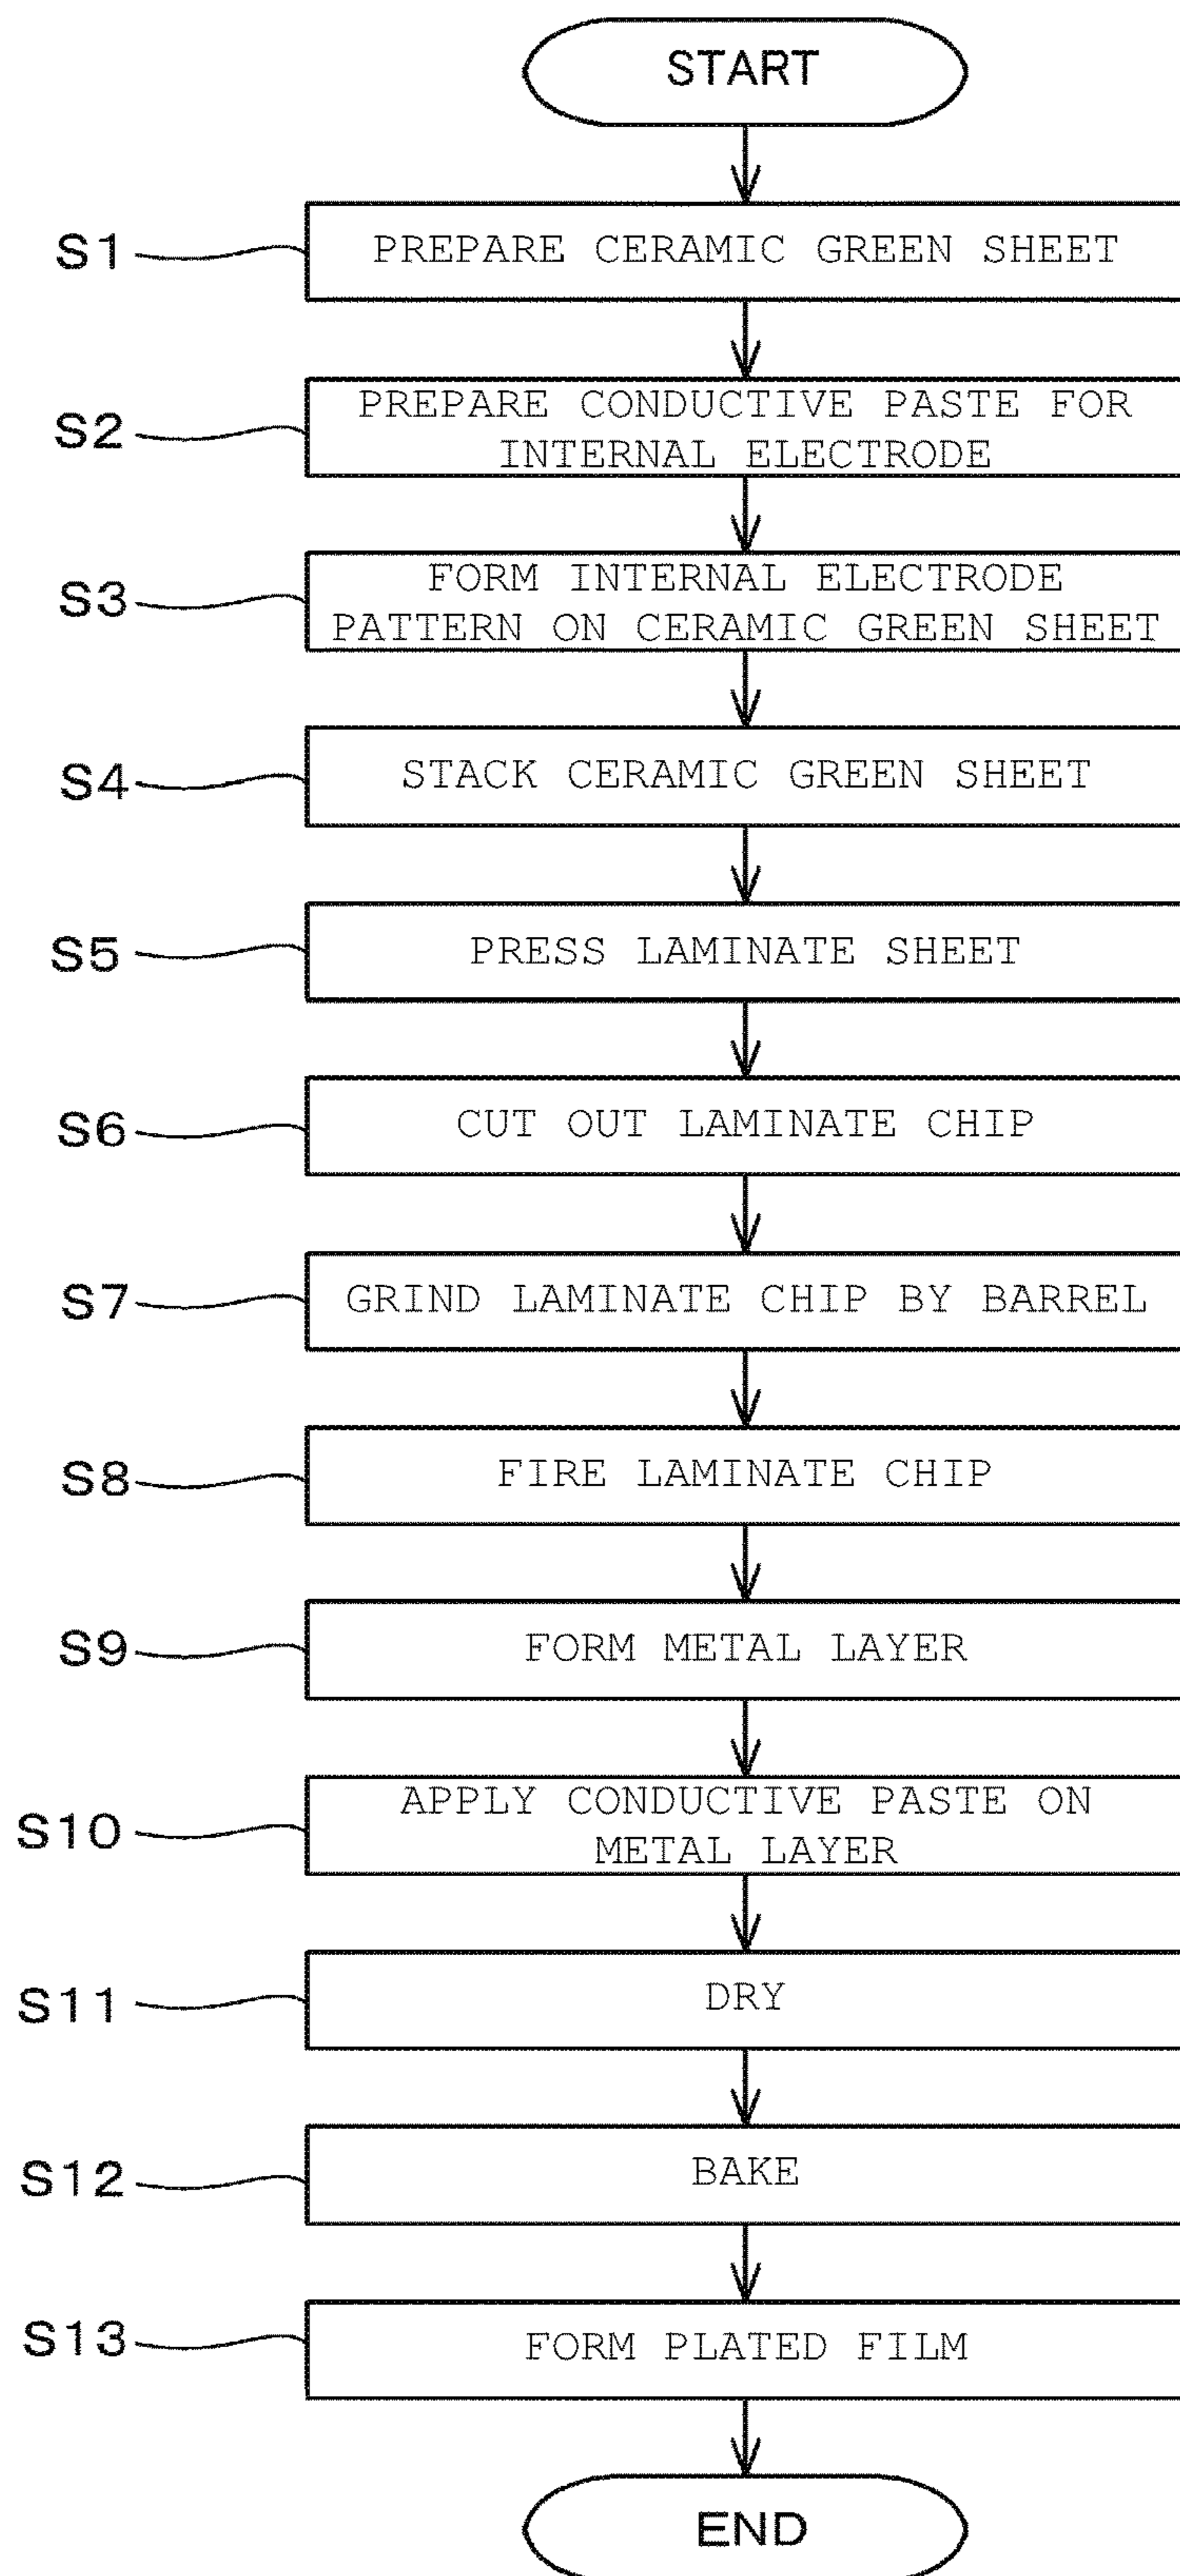 START
S1 PREPARE CERAMIC GREEN SHEET
S2 PREPARE CONDUCTIVE PASTE FOR
INTERNAL ELECTRODE
S3 FORM INTERNAL ELECTRODE
PATTERN ON CERAMIC GREEN SHEET
S4 STACK CERAMIC GREEN SHEET
S5 PRESS LAMINATE SHEET
S6 CUT OUT LAMINATE CHIP
S7 GRIND LAMINATE CHIP BY BARREL
S8 FIRE LAMINATE CHIP
S9 FORM METAL LAYER
S10 APPLY CONDUCTIVE PASTE ON
METAL LAYER
S11 DRY
S12 BAKE
S13 FORM PLATED FILM
END